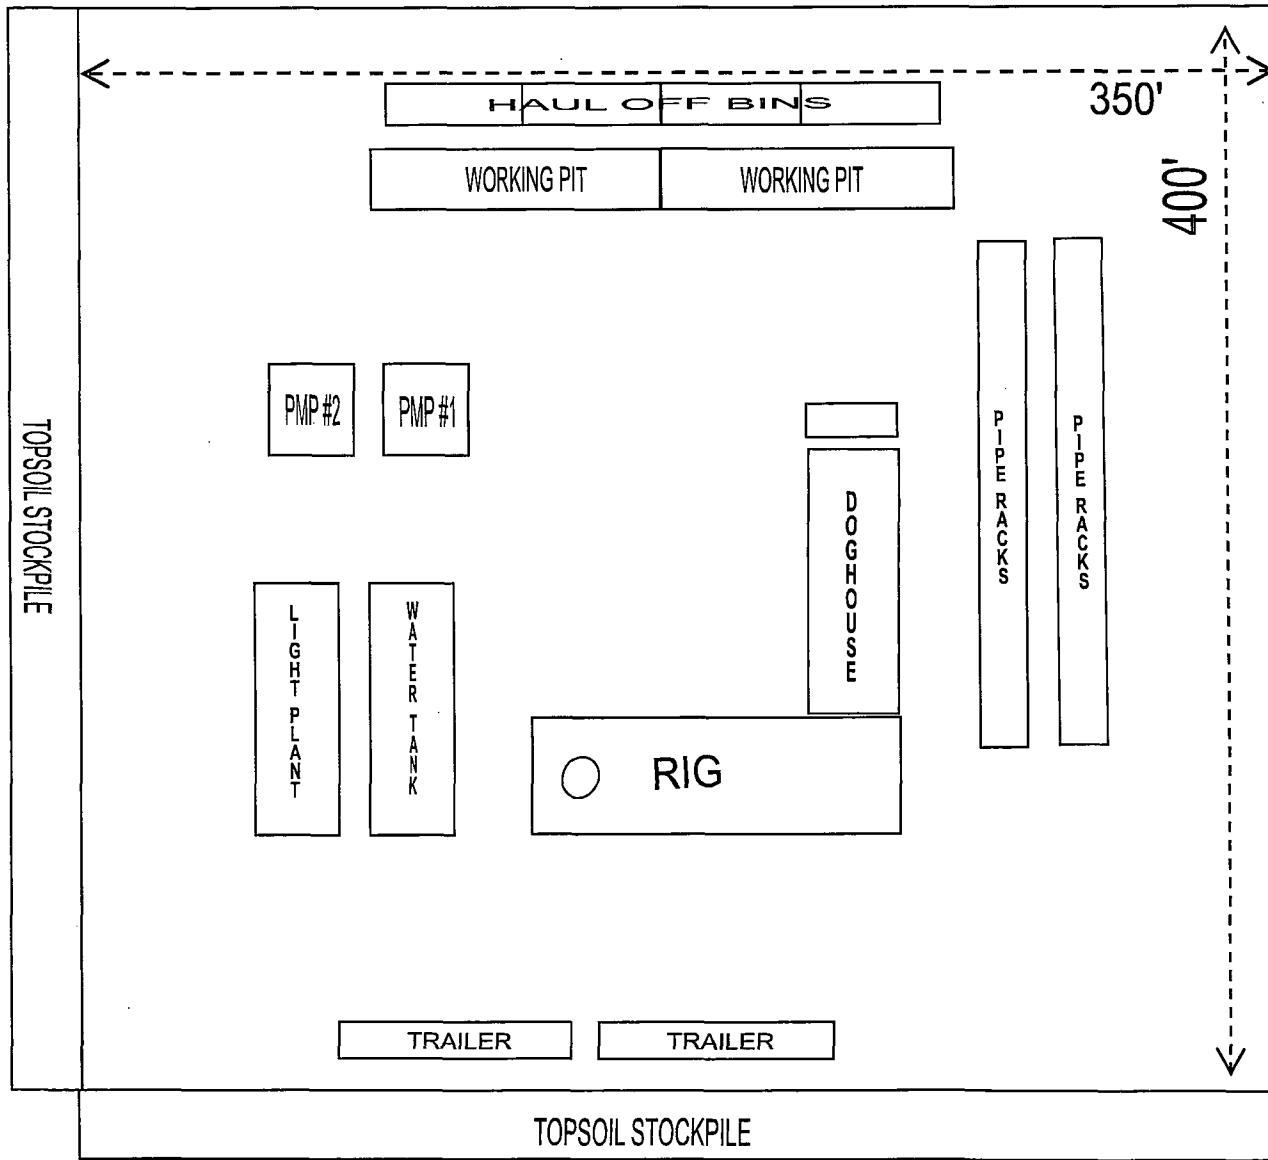 350'
HAUL OFF BINS
400'
WORKING PIT
WORKING PIT
PMP #2
PMP #1
PIPE RACKS
PIPE RACKS
TOPSOIL STOCKPILE
DOGHOUSE
LIGHT PLANT
WATER TANK
RIG
TRAILER
TRAILER
TOPSOIL STOCKPILE